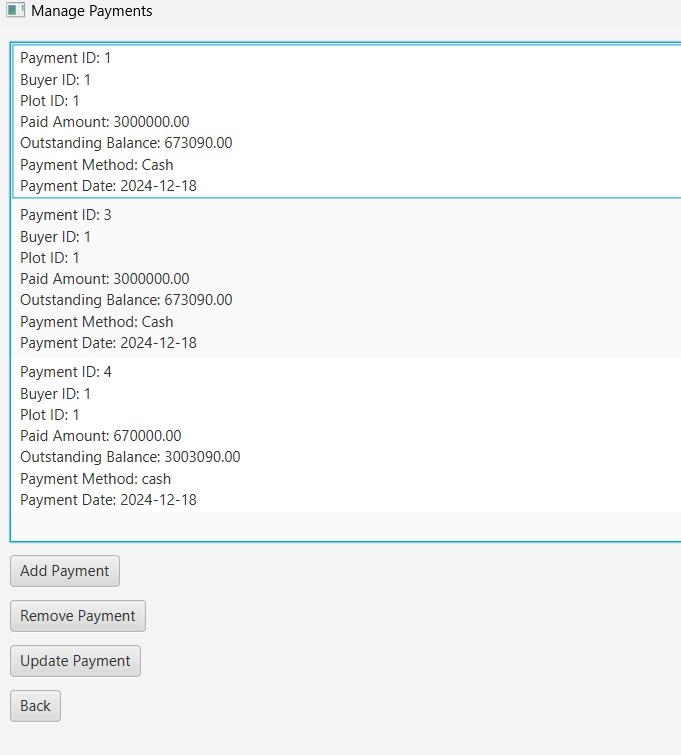 Manage Payments
Payment ID: 1
Buyer ID: 1
Plot ID: 1
Paid Amount: 3000000.00
Outstanding Balance: 673090.00
Payment Method: Cash
Payment Date: 2024-12-18
Payment ID: 3
Buyer ID: 1
Plot ID: 1
Paid Amount: 3000000.00
Outstanding Balance: 673090.00
Payment Method: Cash
Payment Date: 2024-12-18
Payment ID: 4
Buyer ID: 1
Plot ID: 1
Paid Amount: 670000.00
Outstanding Balance: 3003090.00
Payment Method: cash
Payment Date: 2024-12-18
Add Payment
Remove Payment
Update Payment
Back